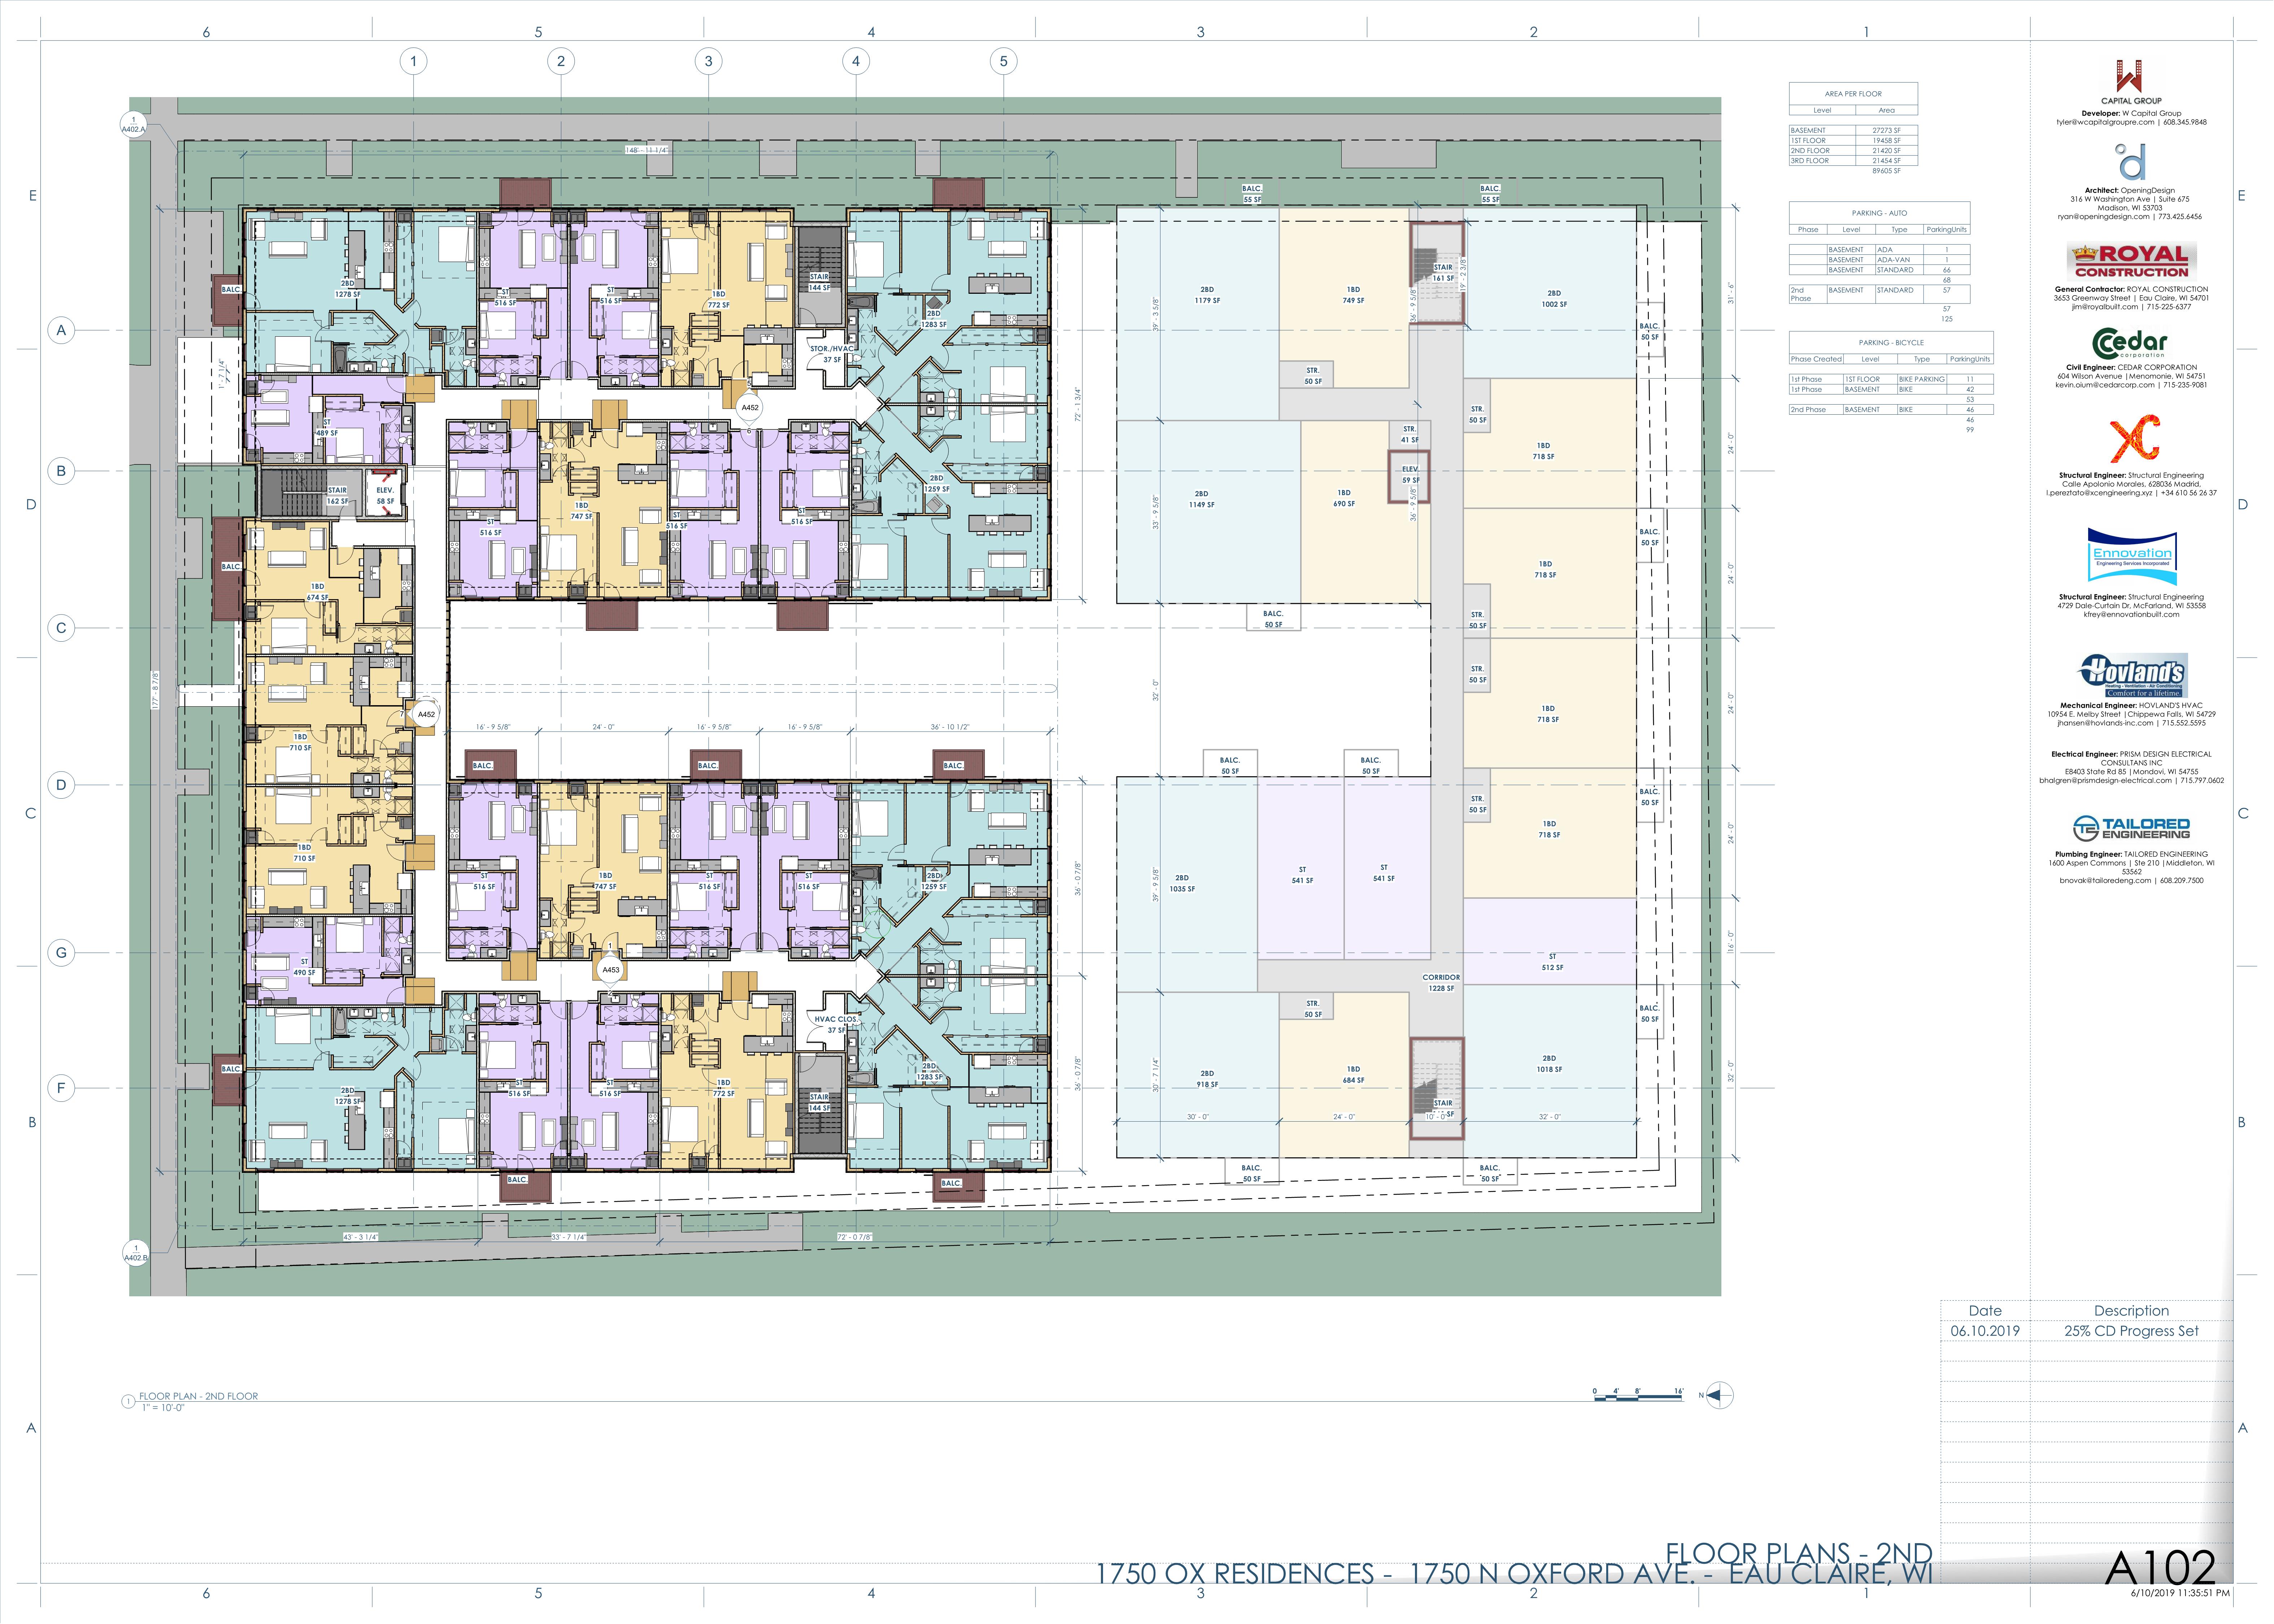 6 5 4 3 2 1
1 2 3 4 5
E
D
C
B
A
A
B
C
D
G
F
1
A402.A
1
A402.B
148' - 11 1/4"
177' - 8 7/8"
1' - 7 1/4"
BALC.
2BD
1278 SF
ST
516 SF
ST
516 SF
1BD
772 SF
STAIR
144 SF
2BD
1283 SF
STOR./HVAC
37 SF
5
A452
6
ST
489 SF
STAIR
162 SF
ELEV.
58 SF
ST
516 SF
1BD
747 SF
ST
516 SF
ST
516 SF
2BD
1259 SF
BALC.
1BD
674 SF
7
A452
1BD
710 SF
16' - 9 5/8"
24' - 0"
16' - 9 5/8"
16' - 9 5/8"
36' - 10 1/2"
BALC.
BALC.
BALC.
1BD
710 SF
ST
516 SF
1BD
747 SF
ST
516 SF
ST
516 SF
2BD
1259 SF
1
A453
2
ST
490 SF
HVAC CLOS.
37 SF
BALC.
2BD
1278 SF
ST
516 SF
ST
516 SF
1BD
772 SF
STAIR
144 SF
2BD
1283 SF
BALC.
BALC.
43' - 3 1/4"
33' - 7 1/4"
72' - 0 7/8"
72' - 1 3/4"
36' - 0 7/8"
36' - 0 7/8"
BALC.
55 SF
BALC.
55 SF
2BD
1179 SF
39' - 3 5/8"
1BD
749 SF
STAIR
161 SF
36' - 9 5/8"
19' - 2 3/8"
2BD
1002 SF
BALC.
50 SF
31' - 6"
STR.
50 SF
STR.
50 SF
STR.
41 SF
ELEV.
59 SF
36' - 9 5/8"
2BD
1149 SF
33' - 9 5/8"
1BD
690 SF
1BD
718 SF
24' - 0"
BALC.
50 SF
1BD
718 SF
24' - 0"
BALC.
50 SF
STR.
50 SF
STR.
50 SF
32' - 0"
1BD
718 SF
24' - 0"
BALC.
50 SF
BALC.
50 SF
STR.
50 SF
BALC.
50 SF
1BD
718 SF
24' - 0"
2BD
1035 SF
39' - 9 5/8"
ST
541 SF
ST
541 SF
ST
512 SF
16' - 0"
CORRIDOR
1228 SF
STR.
50 SF
BALC.
50 SF
2BD
918 SF
30' - 7 1/4"
1BD
684 SF
STAIR
2BD
1018 SF
32' - 0"
30' - 0"
24' - 0"
10' - 0"
32' - 0"
BALC.
50 SF
BALC.
50 SF
AREA PER FLOOR
Level Area
BASEMENT 27273 SF
1ST FLOOR 19458 SF
2ND FLOOR 21420 SF
3RD FLOOR 21454 SF
89605 SF
PARKING - AUTO
Phase Level Type ParkingUnits
BASEMENT ADA 1
BASEMENT ADA-VAN 1
BASEMENT STANDARD 66
68
2nd Phase BASEMENT STANDARD 57
57
125
PARKING - BICYCLE
Phase Created Level Type ParkingUnits
1st Phase 1ST FLOOR BIKE PARKING 11
1st Phase BASEMENT BIKE 42
53
2nd Phase BASEMENT BIKE 46
46
99
CAPITAL GROUP
Developer: W Capital Group
tyler@wcapitalgroupre.com | 608.345.9848
Architect: OpeningDesign
316 W Washington Ave | Suite 675
Madison, WI 53703
ryan@openingdesign.com | 773.425.6456
ROYAL
CONSTRUCTION
General Contractor: ROYAL CONSTRUCTION
3653 Greenway Street | Eau Claire, WI 54701
jim@royalbuilt.com | 715-225-6377
Cedar
corporation
Civil Engineer: CEDAR CORPORATION
604 Wilson Avenue |Menomonie, WI 54751
kevin.oium@cedarcorp.com | 715-235-9081
XC
Structural Engineer: Structural Engineering
Calle Apolonio Morales, 628036 Madrid,
l.pereztato@xcengineering.xyz | +34 610 56 26 37
Ennovation
Engineering Services Incorporated
Structural Engineer: Structural Engineering
4729 Dale-Curtain Dr, McFarland, WI 53558
kfrey@ennovationbuilt.com
Hovland's
Heating - Ventilation - Air Conditioning
Comfort for a lifetime
Mechanical Engineer: HOVLAND'S HVAC
10954 E. Melby Street |Chippewa Falls, WI 54729
jhansen@hovlands-inc.com | 715.552.5595
Electrical Engineer: PRISM DESIGN ELECTRICAL
CONSULTANS INC
E8403 State Rd 85 |Mondovi, WI 54755
bhalgren@prismdesign-electrical.com | 715.797.0602
TE TAILORED
ENGINEERING
Plumbing Engineer: TAILORED ENGINEERING
1600 Aspen Commons | Ste 210 |Middleton, WI
53562
bnovak@tailoredeng.com | 608.209.7500
Date Description
06.10.2019 25% CD Progress Set
1 FLOOR PLAN - 2ND FLOOR
1" = 10'-0"
0 4' 8' 16'
N
FLOOR PLANS - 2ND
1750 OX RESIDENCES - 1750 N OXFORD AVE. - EAU CLAIRE, WI
A102
6/10/2019 11:35:51 PM
E
D
C
B
A
6 5 4 3 2 1